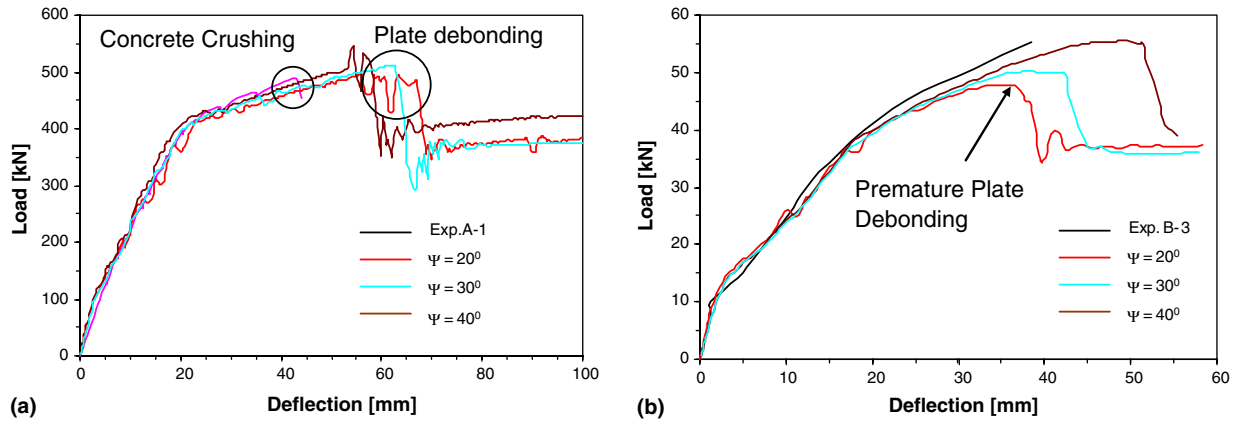 600
500
400
300
200
100
0
Load [kN]
Concrete Crushing
Plate debonding
Exp.A-1
Ψ = 20⁰
Ψ = 30⁰
Ψ = 40⁰
0 20 40 60 80 100
(a)
Deflection [mm]
60
50
40
30
20
10
0
Load [kN]
Premature Plate
Debonding
Exp. B-3
Ψ = 20⁰
Ψ = 30⁰
Ψ = 40⁰
0 10 20 30 40 50 60
(b)
Deflection [mm]